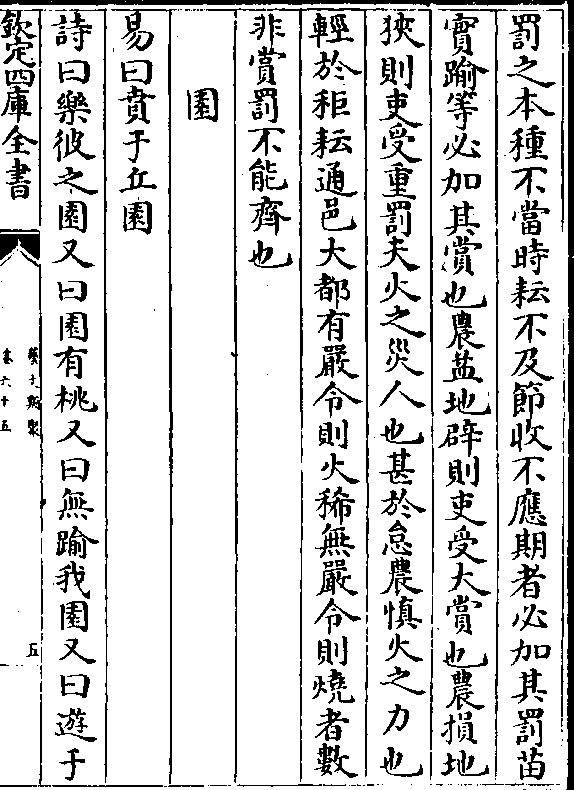 罰之本種不當時耘不及節收不應期者必加其罰苗
實踰等必加其賞也農盆地辟則吏受大賞也農損地
狹則吏受重罰夫火之災人也甚於怠農慎火之力也
輕於秬耘通邑大都有嚴令則火稀無嚴令則燒者數
非賞罰不能齊也
園
易曰賁于丘園
詩曰樂彼之園又曰園有桃又曰無踰我園又曰遊于
欽定四庫全書
藝文類聚
卷六十五
五